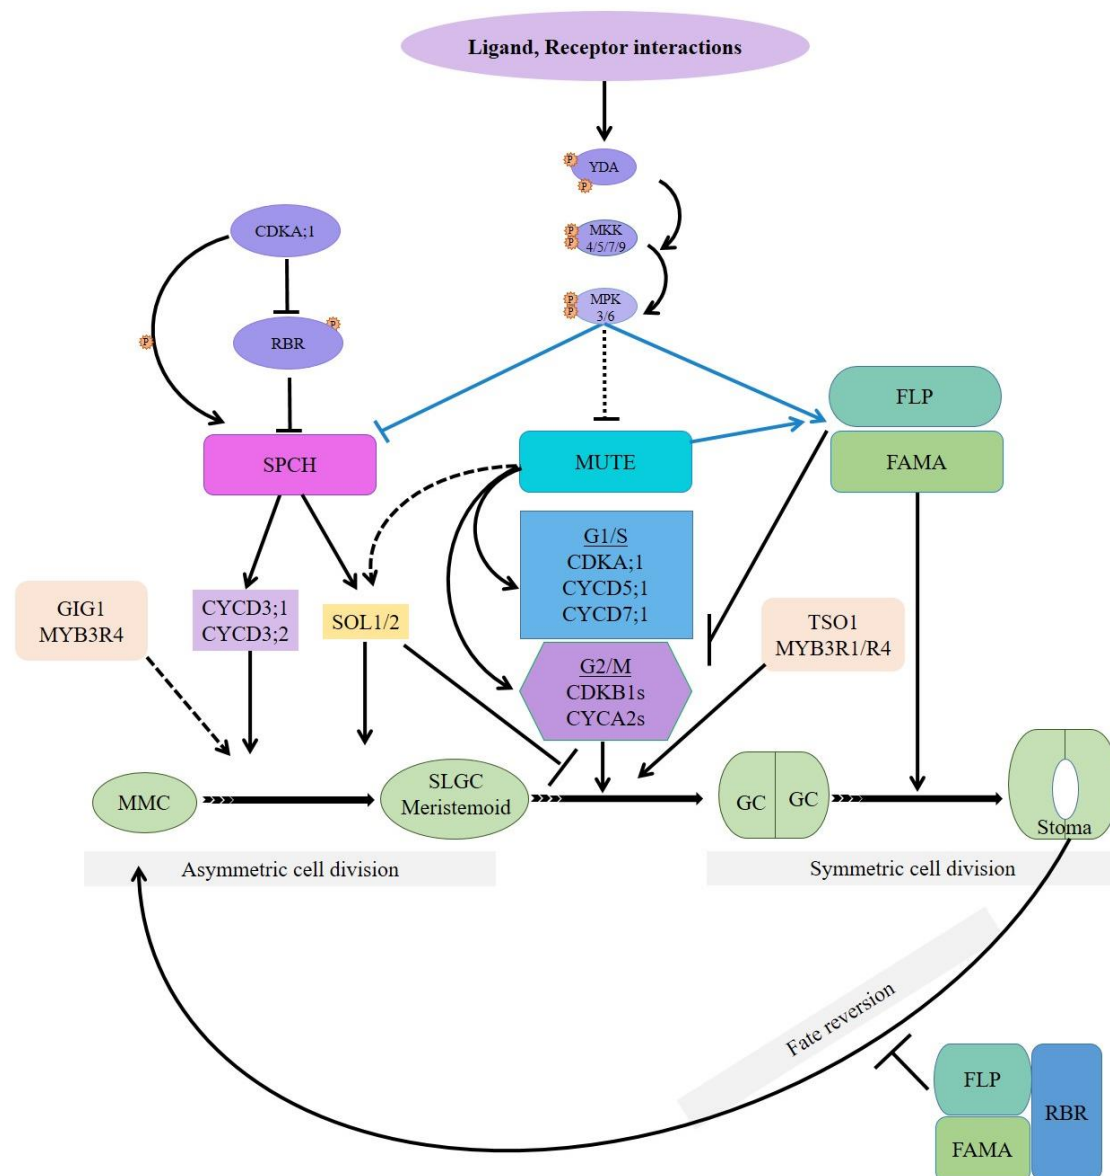 Ligand, Receptor interactions
P
YDA
P
P
MKK
P
4/5/7/9
CDKA;1
P
MPK
P
3/6
P
P
RBR
FLP
SPCH
MUTE
FAMA
G1/S
CDKA;1
CYCD5;1
CYCD7;1
GIG1
MYB3R4
CYCD3;1
CYCD3;2
SOL1/2
TSO1
MYB3R1/R4
G2/M
CDKB1s
CYCA2s
MMC
SLGC
Meristemoid
GC
GC
Stoma
Asymmetric cell division
Symmetric cell division
Fate reversion
FLP
RBR
FAMA